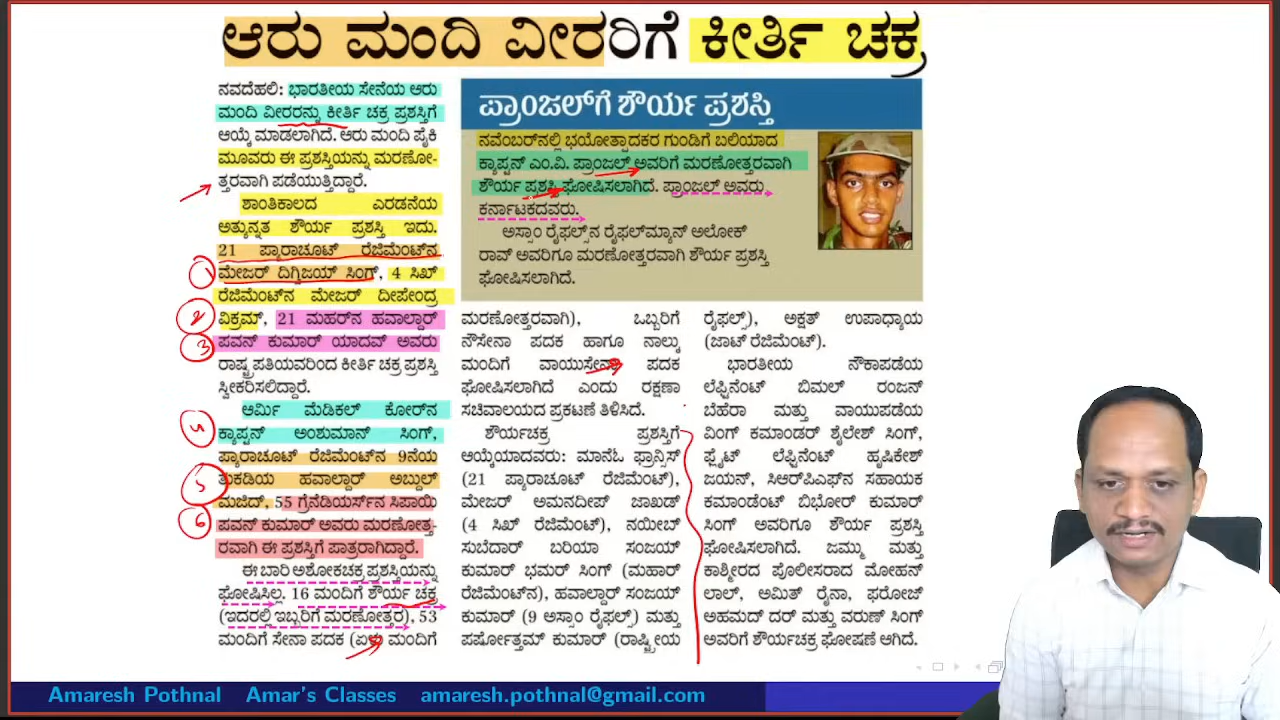 ಆರು ಮಂದಿ ವೀರರಿಗೆ ಕೀರ್ತಿ ಚಕ್ರ
ನವದೆಹಲಿ: ಭಾರತೀಯ ಸೇನೆಯ ಆರು
ಮಂದಿ ವೀರರನ್ನು ಕೀರ್ತಿ ಚಕ್ರ ಪ್ರಶಸ್ತಿಗೆ
ಆಯ್ಕೆ ಮಾಡಲಾಗಿದೆ. ಆರು ಮಂದಿ ಪೈಕಿ
ಮೂವರು ಈ ಪ್ರಶಸ್ತಿಯನ್ನು ಮರಣೋ-
ತ್ತರವಾಗಿ ಪಡೆಯುತ್ತಿದ್ದಾರೆ.
ಶಾಂತಿಕಾಲದ ಎರಡನೆಯ
ಅತ್ಯುನ್ನತ ಶೌರ್ಯ ಪ್ರಶಸ್ತಿ ಇದು.
21 ಪ್ಯಾರಾಚೂಟ್ ರೆಜಿಮೆಂಟ್‌ನ
1 ಮೇಜರ್ ದಿಗ್ವಿಜಯ್ ಸಿಂಗ್, 4 ಸಿಖ್
ರೆಜಿಮೆಂಟ್‌ನ ಮೇಜರ್ ದೀಪೇಂದ್ರ
2 ವಿಕ್ರಮ್, 21 ಮಹರ್‌ನ ಹವಾಲ್ದಾರ್
3 ಪವನ್ ಕುಮಾರ್ ಯಾದವ್ ಅವರು
ರಾಷ್ಟ್ರಪತಿಯವರಿಂದ ಕೀರ್ತಿ ಚಕ್ರ ಪ್ರಶಸ್ತಿ
ಸ್ವೀಕರಿಸಲಿದ್ದಾರೆ.
ಆರ್ಮಿ ಮೆಡಿಕಲ್ ಕೋರ್‌ನ
4 ಕ್ಯಾಪ್ಟನ್ ಅಂಶುಮಾನ್ ಸಿಂಗ್,
ಪ್ಯಾರಾಚೂಟ್ ರೆಜಿಮೆಂಟ್‌ನ 9ನೆಯ
5 ತುಕಡಿಯ ಹವಾಲ್ದಾರ್ ಅಬ್ದುಲ್
ಮಜಿದ್, 55 ಗ್ರೆನೆಡಿಯರ್ಸ್‌ನ ಸಿಪಾಯಿ
6 ಪವನ್ ಕುಮಾರ್ ಅವರು ಮರಣೋತ್ತ-
ರವಾಗಿ ಈ ಪ್ರಶಸ್ತಿಗೆ ಪಾತ್ರರಾಗಿದ್ದಾರೆ.
ಈ ಬಾರಿ ಅಶೋಕಚಕ್ರ ಪ್ರಶಸ್ತಿಯನ್ನು
ಘೋಷಿಸಿಲ್ಲ. 16 ಮಂದಿಗೆ ಶೌರ್ಯ ಚಕ್ರ
(ಇದರಲ್ಲಿ ಇಬ್ಬರಿಗೆ ಮರಣೋತ್ತರ), 53
ಮಂದಿಗೆ ಸೇನಾ ಪದಕ (ಏಳು ಮಂದಿಗೆ
ಪ್ರಾಂಜಲ್‌ಗೆ ಶೌರ್ಯ ಪ್ರಶಸ್ತಿ
ನವೆಂಬರ್‌ನಲ್ಲಿ ಭಯೋತ್ಪಾದಕರ ಗುಂಡಿಗೆ ಬಲಿಯಾದ
ಕ್ಯಾಪ್ಟನ್ ಎಂ.ವಿ. ಪ್ರಾಂಜಲ್ ಅವರಿಗೆ ಮರಣೋತ್ತರವಾಗಿ
ಶೌರ್ಯ ಪ್ರಶಸ್ತಿ ಘೋಷಿಸಲಾಗಿದೆ. ಪ್ರಾಂಜಲ್ ಅವರು
ಕರ್ನಾಟಕದವರು.
ಅಸ್ಸಾಂ ರೈಫಲ್ಸ್‌ನ ರೈಫಲ್‌ಮ್ಯಾನ್ ಅಲೋಕ್
ರಾವ್ ಅವರಿಗೂ ಮರಣೋತ್ತರವಾಗಿ ಶೌರ್ಯ ಪ್ರಶಸ್ತಿ
ಘೋಷಿಸಲಾಗಿದೆ.
ಮರಣೋತ್ತರವಾಗಿ), ಒಬ್ಬರಿಗೆ
ನೌಸೇನಾ ಪದಕ ಹಾಗೂ ನಾಲ್ಕು
ಮಂದಿಗೆ ವಾಯುಸೇನಾ ಪದಕ
ಘೋಷಿಸಲಾಗಿದೆ ಎಂದು ರಕ್ಷಣಾ
ಸಚಿವಾಲಯದ ಪ್ರಕಟಣೆ ತಿಳಿಸಿದೆ.
ಶೌರ್ಯಚಕ್ರ ಪ್ರಶಸ್ತಿಗೆ
ಆಯ್ಕೆಯಾದವರು: ಮಾನೆಓ ಫ್ರಾನ್ಸಿಸ್
(21 ಪ್ಯಾರಾಚೂಟ್ ರೆಜಿಮೆಂಟ್),
ಮೇಜರ್ ಅಮನದೀಪ್ ಜಾಖಡ್
(4 ಸಿಖ್ ರೆಜಿಮೆಂಟ್), ನಯೀಬ್
ಸುಬೆದಾರ್ ಬರಿಯಾ ಸಂಜಯ್
ಕುಮಾರ್ ಭಮರ್ ಸಿಂಗ್ (ಮಹಾರ್
ರೆಜಿಮೆಂಟ್‌ನ), ಹವಾಲ್ದಾರ್ ಸಂಜಯ್
ಕುಮಾರ್ (9 ಅಸ್ಸಾಂ ರೈಫಲ್ಸ್) ಮತ್ತು
ಪರ್ಷೋತ್ತಮ್ ಕುಮಾರ್ (ರಾಷ್ಟ್ರೀಯ
ರೈಫಲ್ಸ್), ಅಕ್ಷತ್ ಉಪಾಧ್ಯಾಯ
(ಜಾಟ್ ರೆಜಿಮೆಂಟ್).
ಭಾರತೀಯ ನೌಕಾಪಡೆಯ
ಲೆಫ್ಟಿನೆಂಟ್ ಬಿಮಲ್ ರಂಜನ್
ಬೆಹೆರಾ ಮತ್ತು ವಾಯುಪಡೆಯ
ವಿಂಗ್ ಕಮಾಂಡರ್ ಶೈಲೇಶ್ ಸಿಂಗ್,
ಫ್ಲೈಟ್ ಲೆಫ್ಟಿನೆಂಟ್ ಹೃಷಿಕೇಶ್
ಜಯನ್, ಸಿಆರ್‌ಪಿಎಫ್‌ನ ಸಹಾಯಕ
ಕಮಾಂಡೆಂಟ್ ಬಿಭೋರ್ ಕುಮಾರ್
ಸಿಂಗ್ ಅವರಿಗೂ ಶೌರ್ಯ ಪ್ರಶಸ್ತಿ
ಘೋಷಿಸಲಾಗಿದೆ. ಜಮ್ಮು ಮತ್ತು
ಕಾಶ್ಮೀರದ ಪೊಲೀಸರಾದ ಮೋಹನ್
ಲಾಲ್, ಅಮಿತ್ ರೈನಾ, ಫರೋಜ್
ಅಹಮದ್ ದರ್ ಮತ್ತು ವರುಣ್ ಸಿಂಗ್
ಅವರಿಗೆ ಶೌರ್ಯಚಕ್ರ ಘೋಷಣೆ ಆಗಿದೆ.
Amaresh Pothnal Amar's Classes amaresh.pothnal@gmail.com